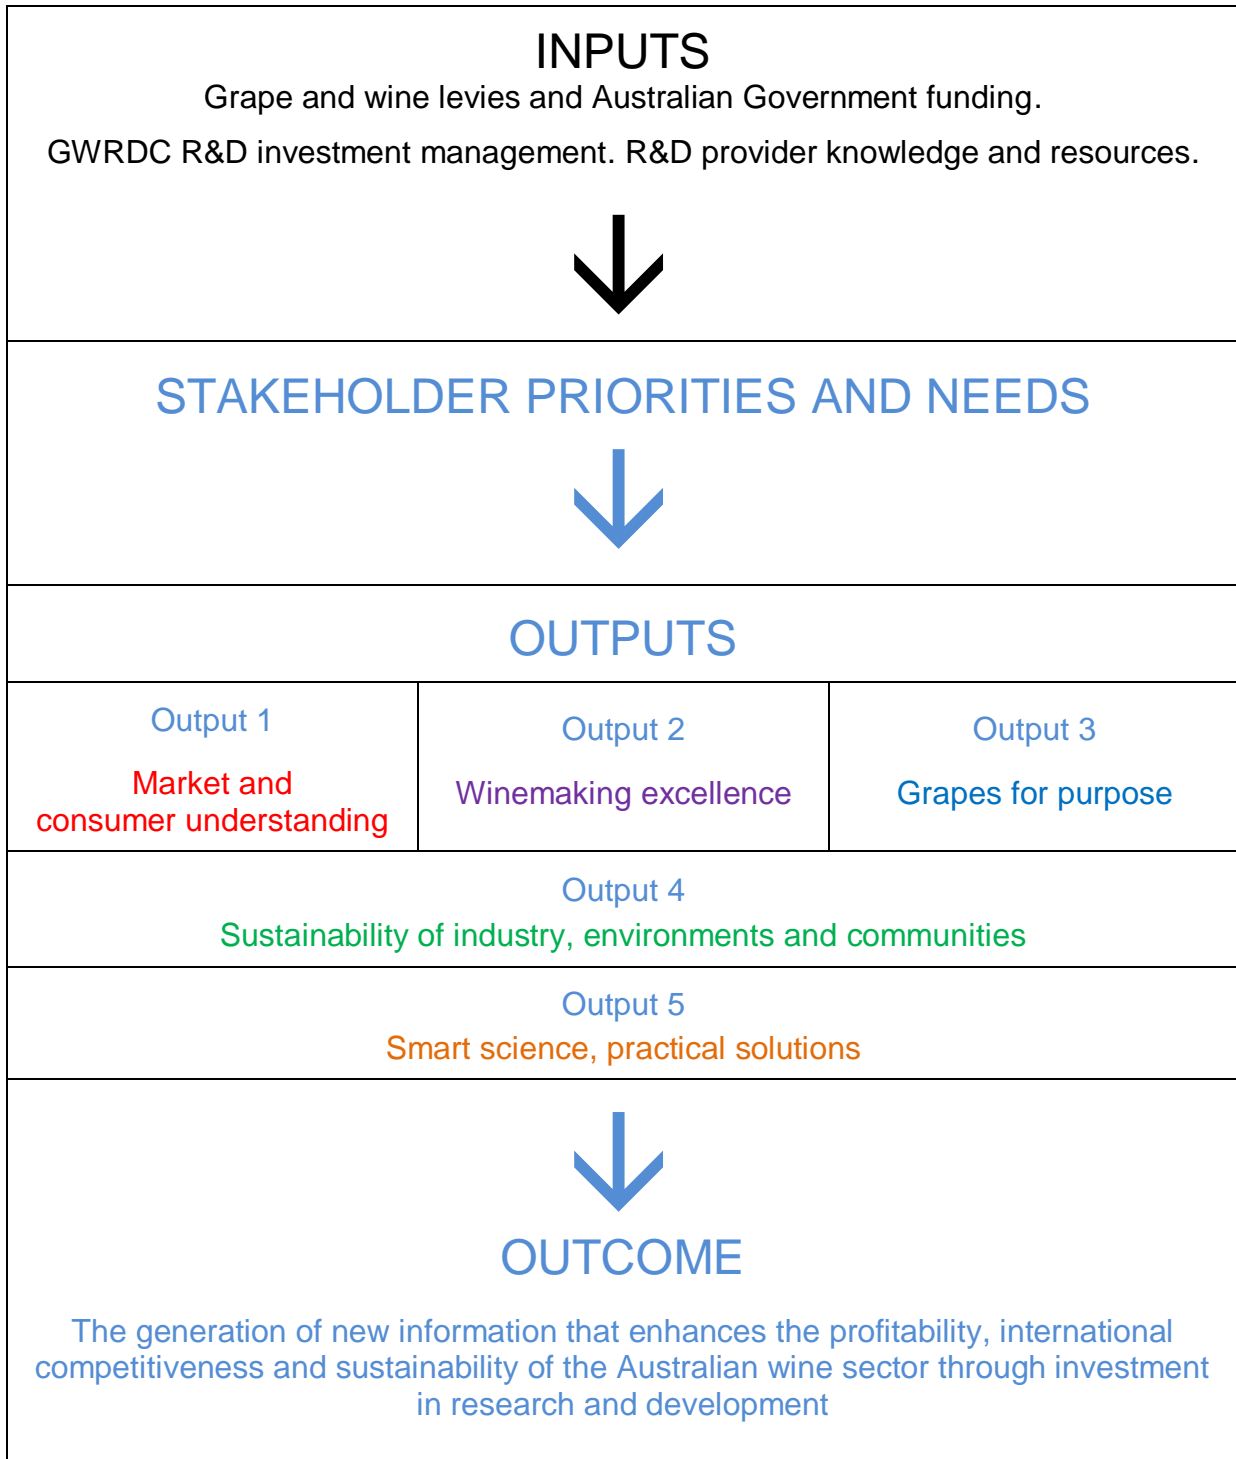 INPUTS
Grape and wine levies and Australian Government funding.
GWRDC R&D investment management. R&D provider knowledge and resources.
STAKEHOLDER PRIORITIES AND NEEDS
OUTPUTS
Output 1
Market and
consumer understanding
Output 2
Winemaking excellence
Output 3
Grapes for purpose
Output 4
Sustainability of industry, environments and communities
Output 5
Smart science, practical solutions
OUTCOME
The generation of new information that enhances the profitability, international
competitiveness and sustainability of the Australian wine sector through investment
in research and development